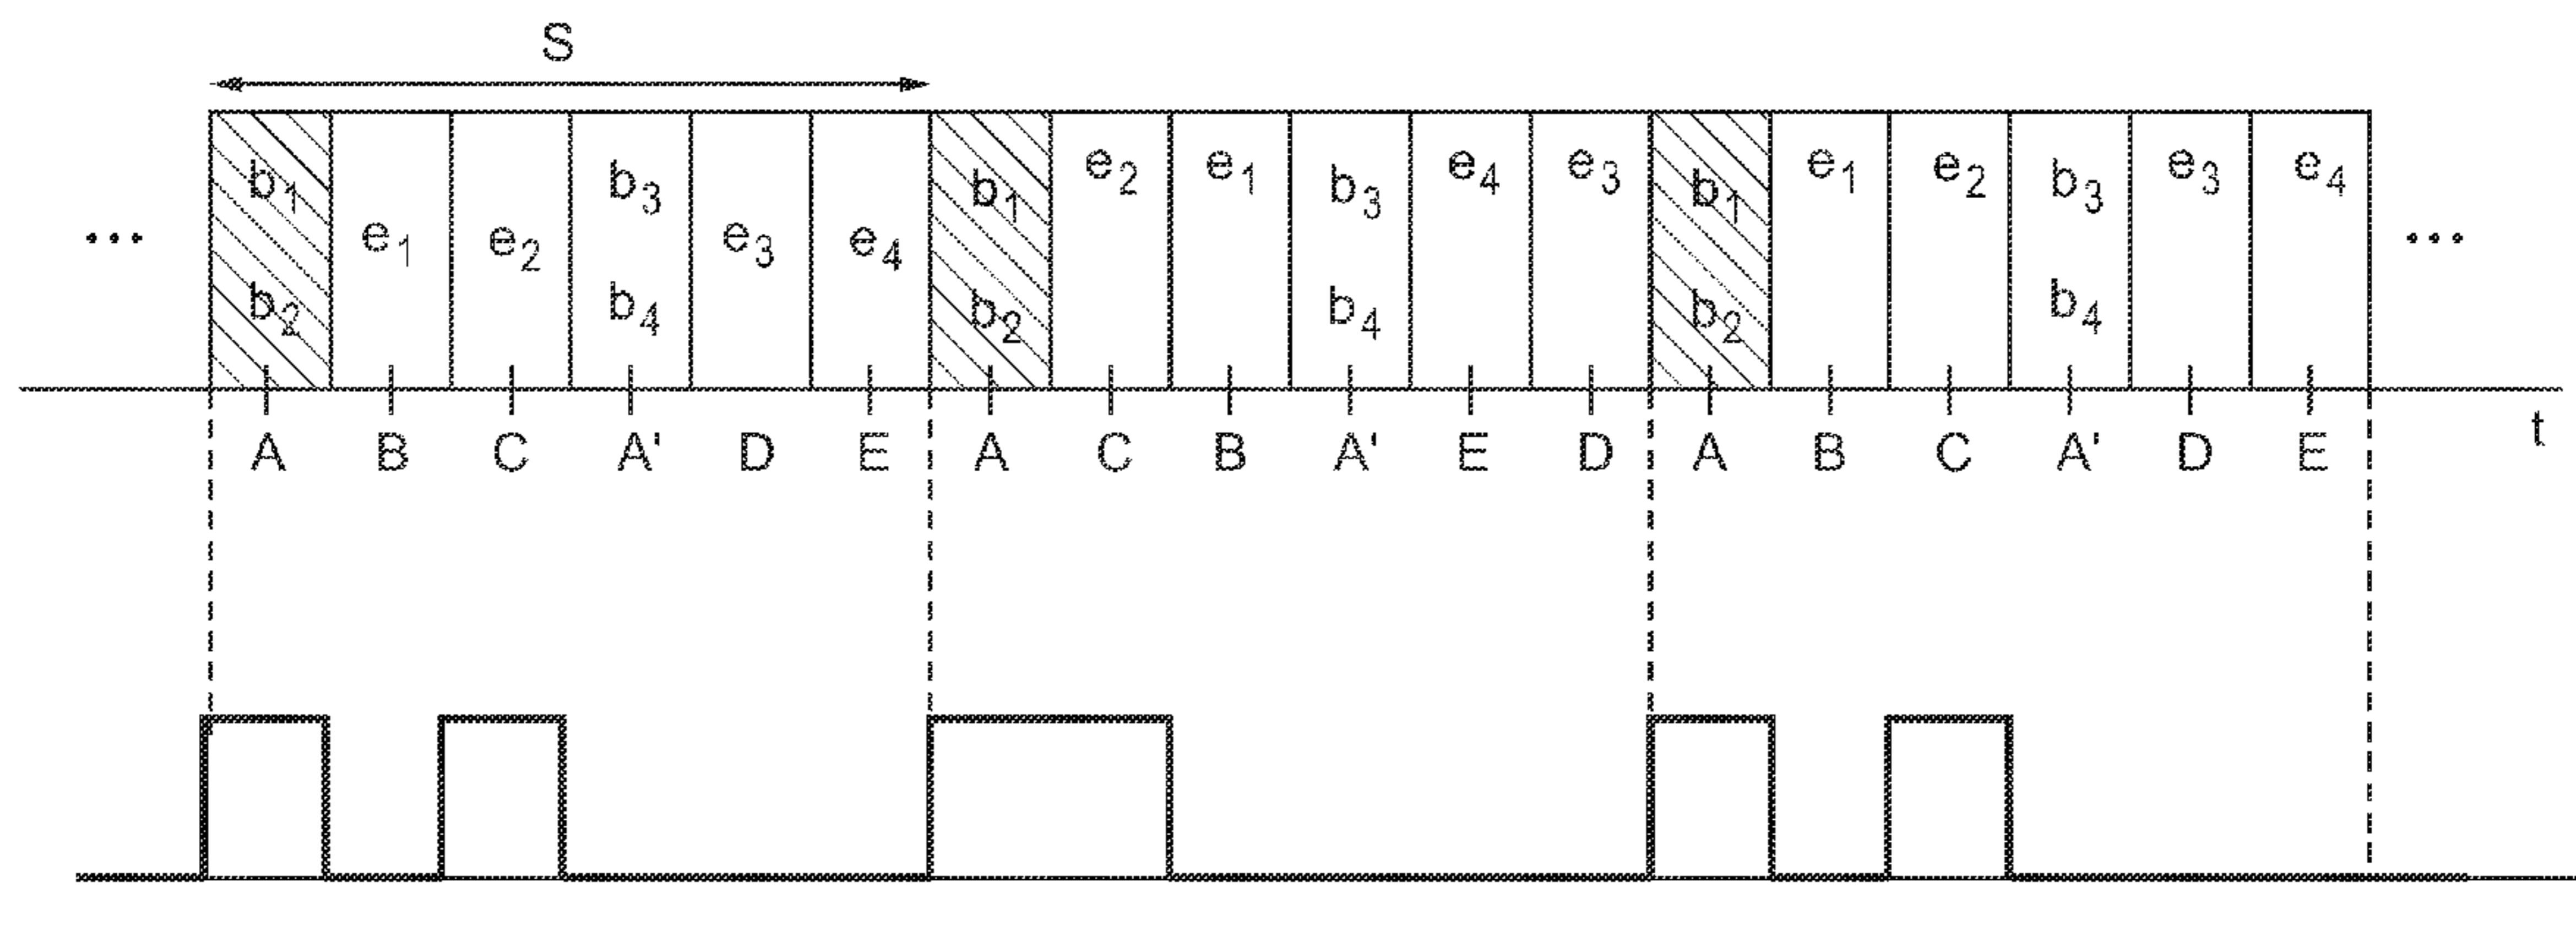 S
b1 e1 e2 b3 e3 e4 b1 e2 e1 b3 e4 e3 b1 e1 e2 b3 e3 e4
... b2 b4 b2 b4 b2 b4 ...
A B C A' D E A C B A' E D A B C A' D E t